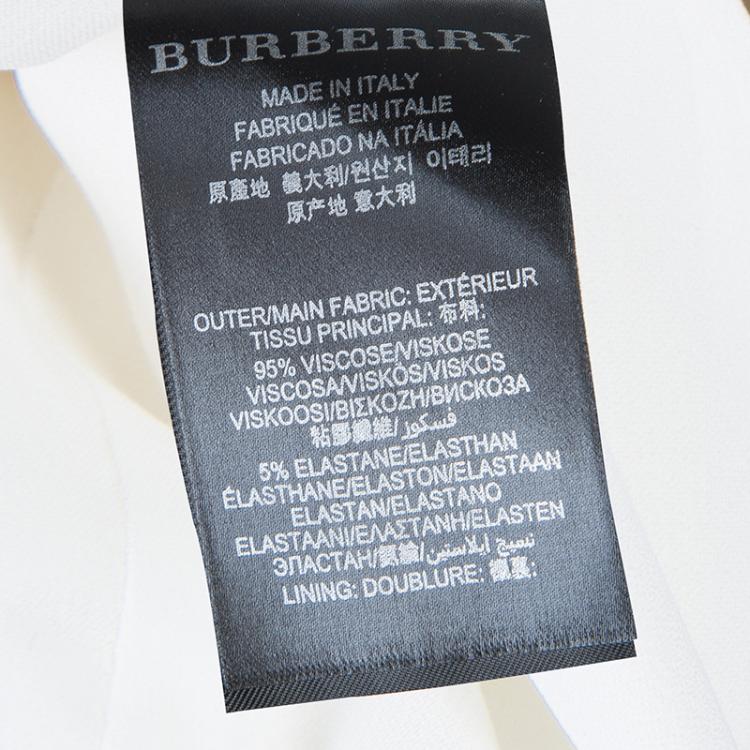 BURBERRY
MADE IN ITALY
FABRIQUÉ EN ITALIE
FABRICADO NA ITÁLIA
原產地 義大利/원산지 이태리
原产地 意大利
OUTER/MAIN FABRIC: EXTÉRIEUR
TISSU PRINCIPAL: 布料:
95% VISCOSE/VISKOSE
VISCOSA/VISKÓS/VISKOS
VISKOOSI/ΒΙΣΚΟΖΗ/ВИСКОЗА
粘膠纖維/فسكوز
5% ELASTANE/ELASTHAN
ÉLASTHANE/ELASTON/ELASTAAN
ELASTAN/ELASTANO
ELASTAANI/ΕΛΑΣΤΑΝΗ/ELASTEN
ЭЛАСТАН/氨綸/نسيج ايلاستين
LINING: DOUBLURE: 襯裏: